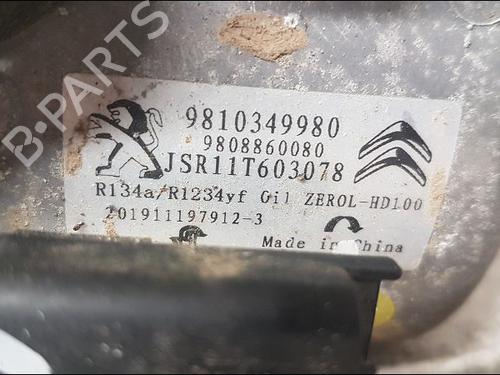 9810349980
9808860080
JSR11T603078
R134a/R1234yf Oil ZEROL-HD100
201911197912-3
Made in China
B-PARTS